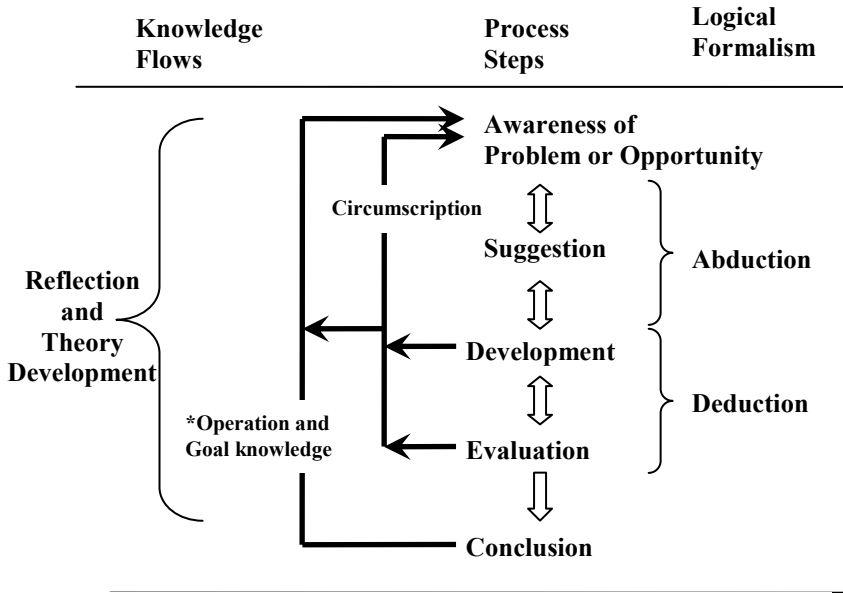 Knowledge
Flows
Process
Steps
Logical
Formalism
Awareness of
Problem or Opportunity
Circumscription
Suggestion
Abduction
Reflection
and
Theory
Development
Development
Deduction
*Operation and
Goal knowledge
Evaluation
Conclusion